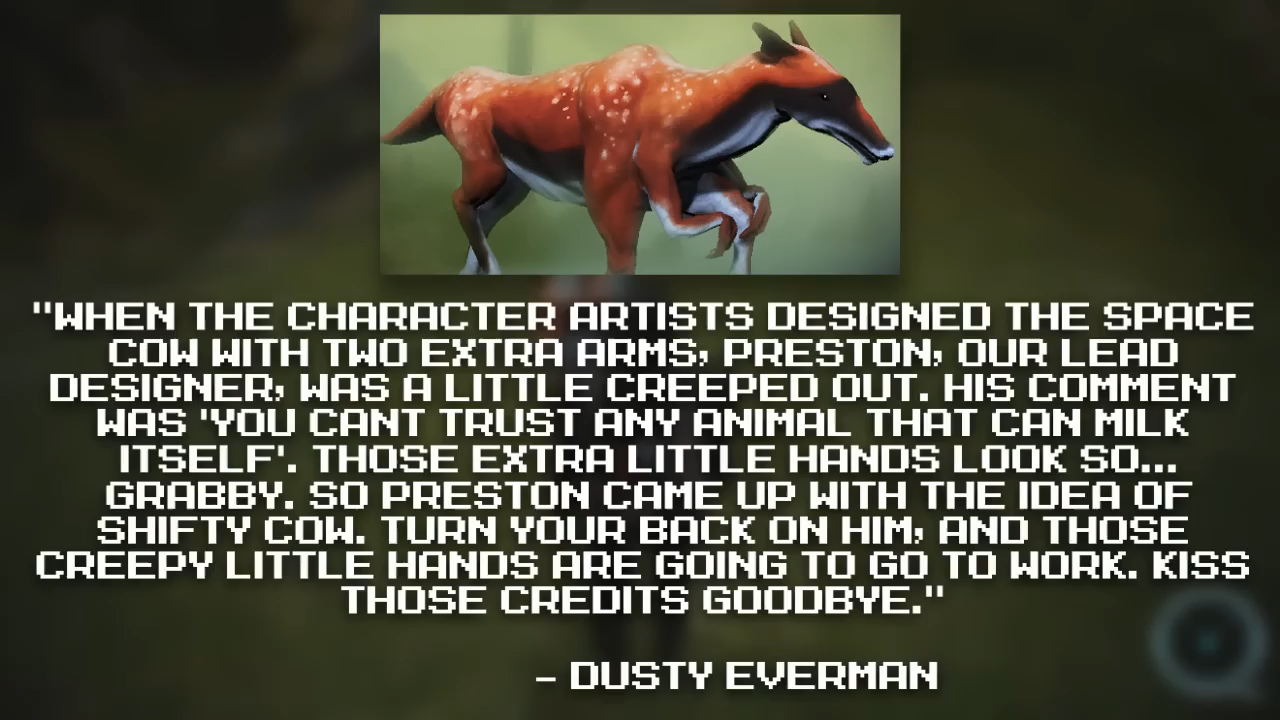 "WHEN THE CHARACTER ARTISTS DESIGNED THE SPACE
COW WITH TWO EXTRA ARMS, PRESTON, OUR LEAD
DESIGNER, WAS A LITTLE CREEPED OUT. HIS COMMENT
WAS 'YOU CANT TRUST ANY ANIMAL THAT CAN MILK
ITSELF'. THOSE EXTRA LITTLE HANDS LOOK SO...
GRABBY. SO PRESTON CAME UP WITH THE IDEA OF
SHIFTY COW. TURN YOUR BACK ON HIM, AND THOSE
CREEPY LITTLE HANDS ARE GOING TO GO TO WORK. KISS
THOSE CREDITS GOODBYE."
- DUSTY EVERMAN